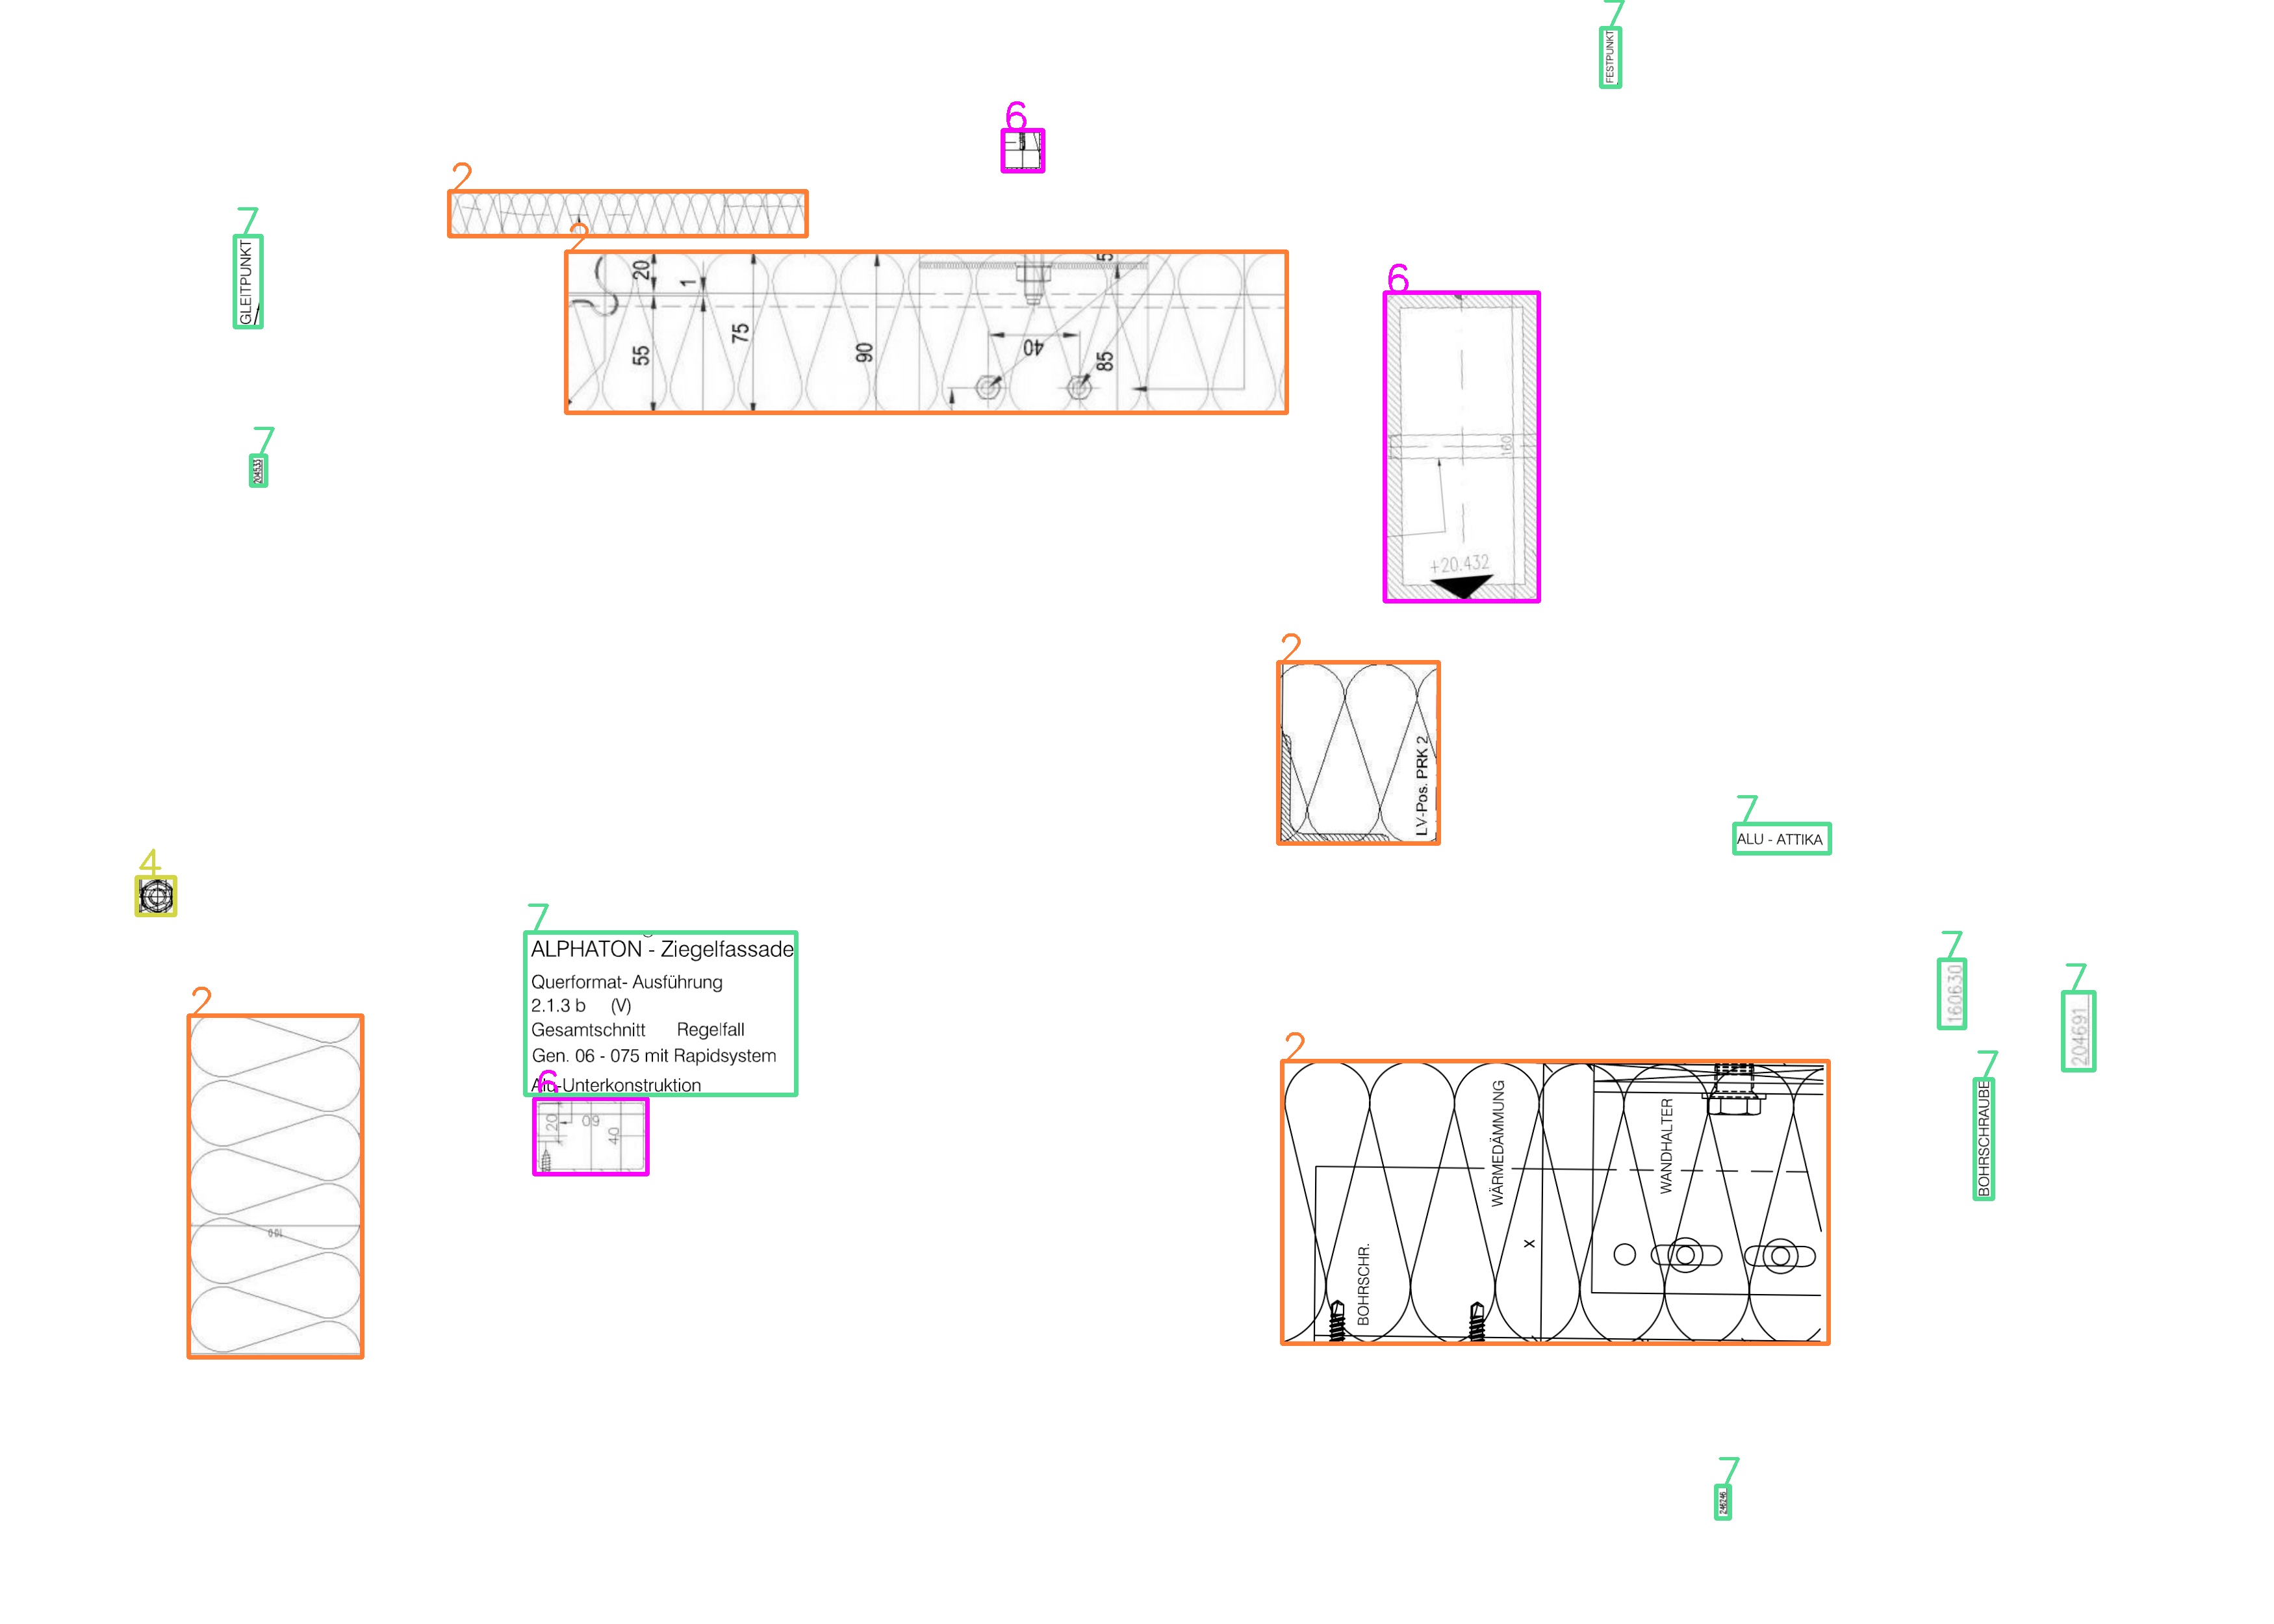 7
FESTPUNKT
6
2
7
GLEITPUNKT
2
20
1
55
75
90
40
85
5
6
160
+20.432
7
204533
2
LV-Pos. PRK 2
7
ALU - ATTIKA
4
7
ALPHATON - Ziegelfassade
Querformat- Ausführung
2.1.3 b (V)
Gesamtschnitt Regelfall
Gen. 06 - 075 mit Rapidsystem
Alu-Unterkonstruktion
6
20
60
40
2
100
7
160630
7
204691
7
BOHRSCHRAUBE
2
BOHRSCHR.
WÄRMEDÄMMUNG
X
WANDHALTER
7
246246